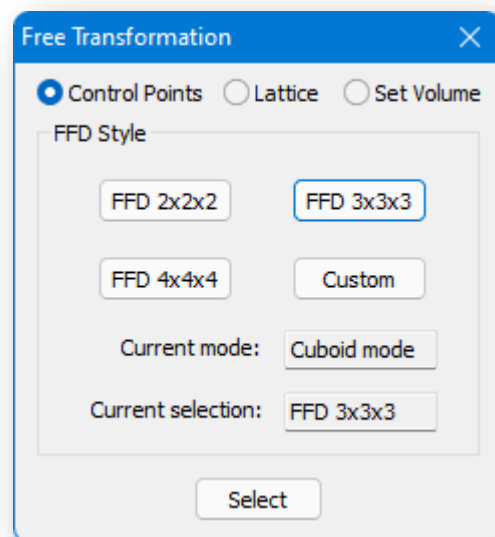 Free Transformation
Control Points Lattice Set Volume
FFD Style
FFD 2x2x2 FFD 3x3x3
FFD 4x4x4 Custom
Current mode: Cuboid mode
Current selection: FFD 3x3x3
Select